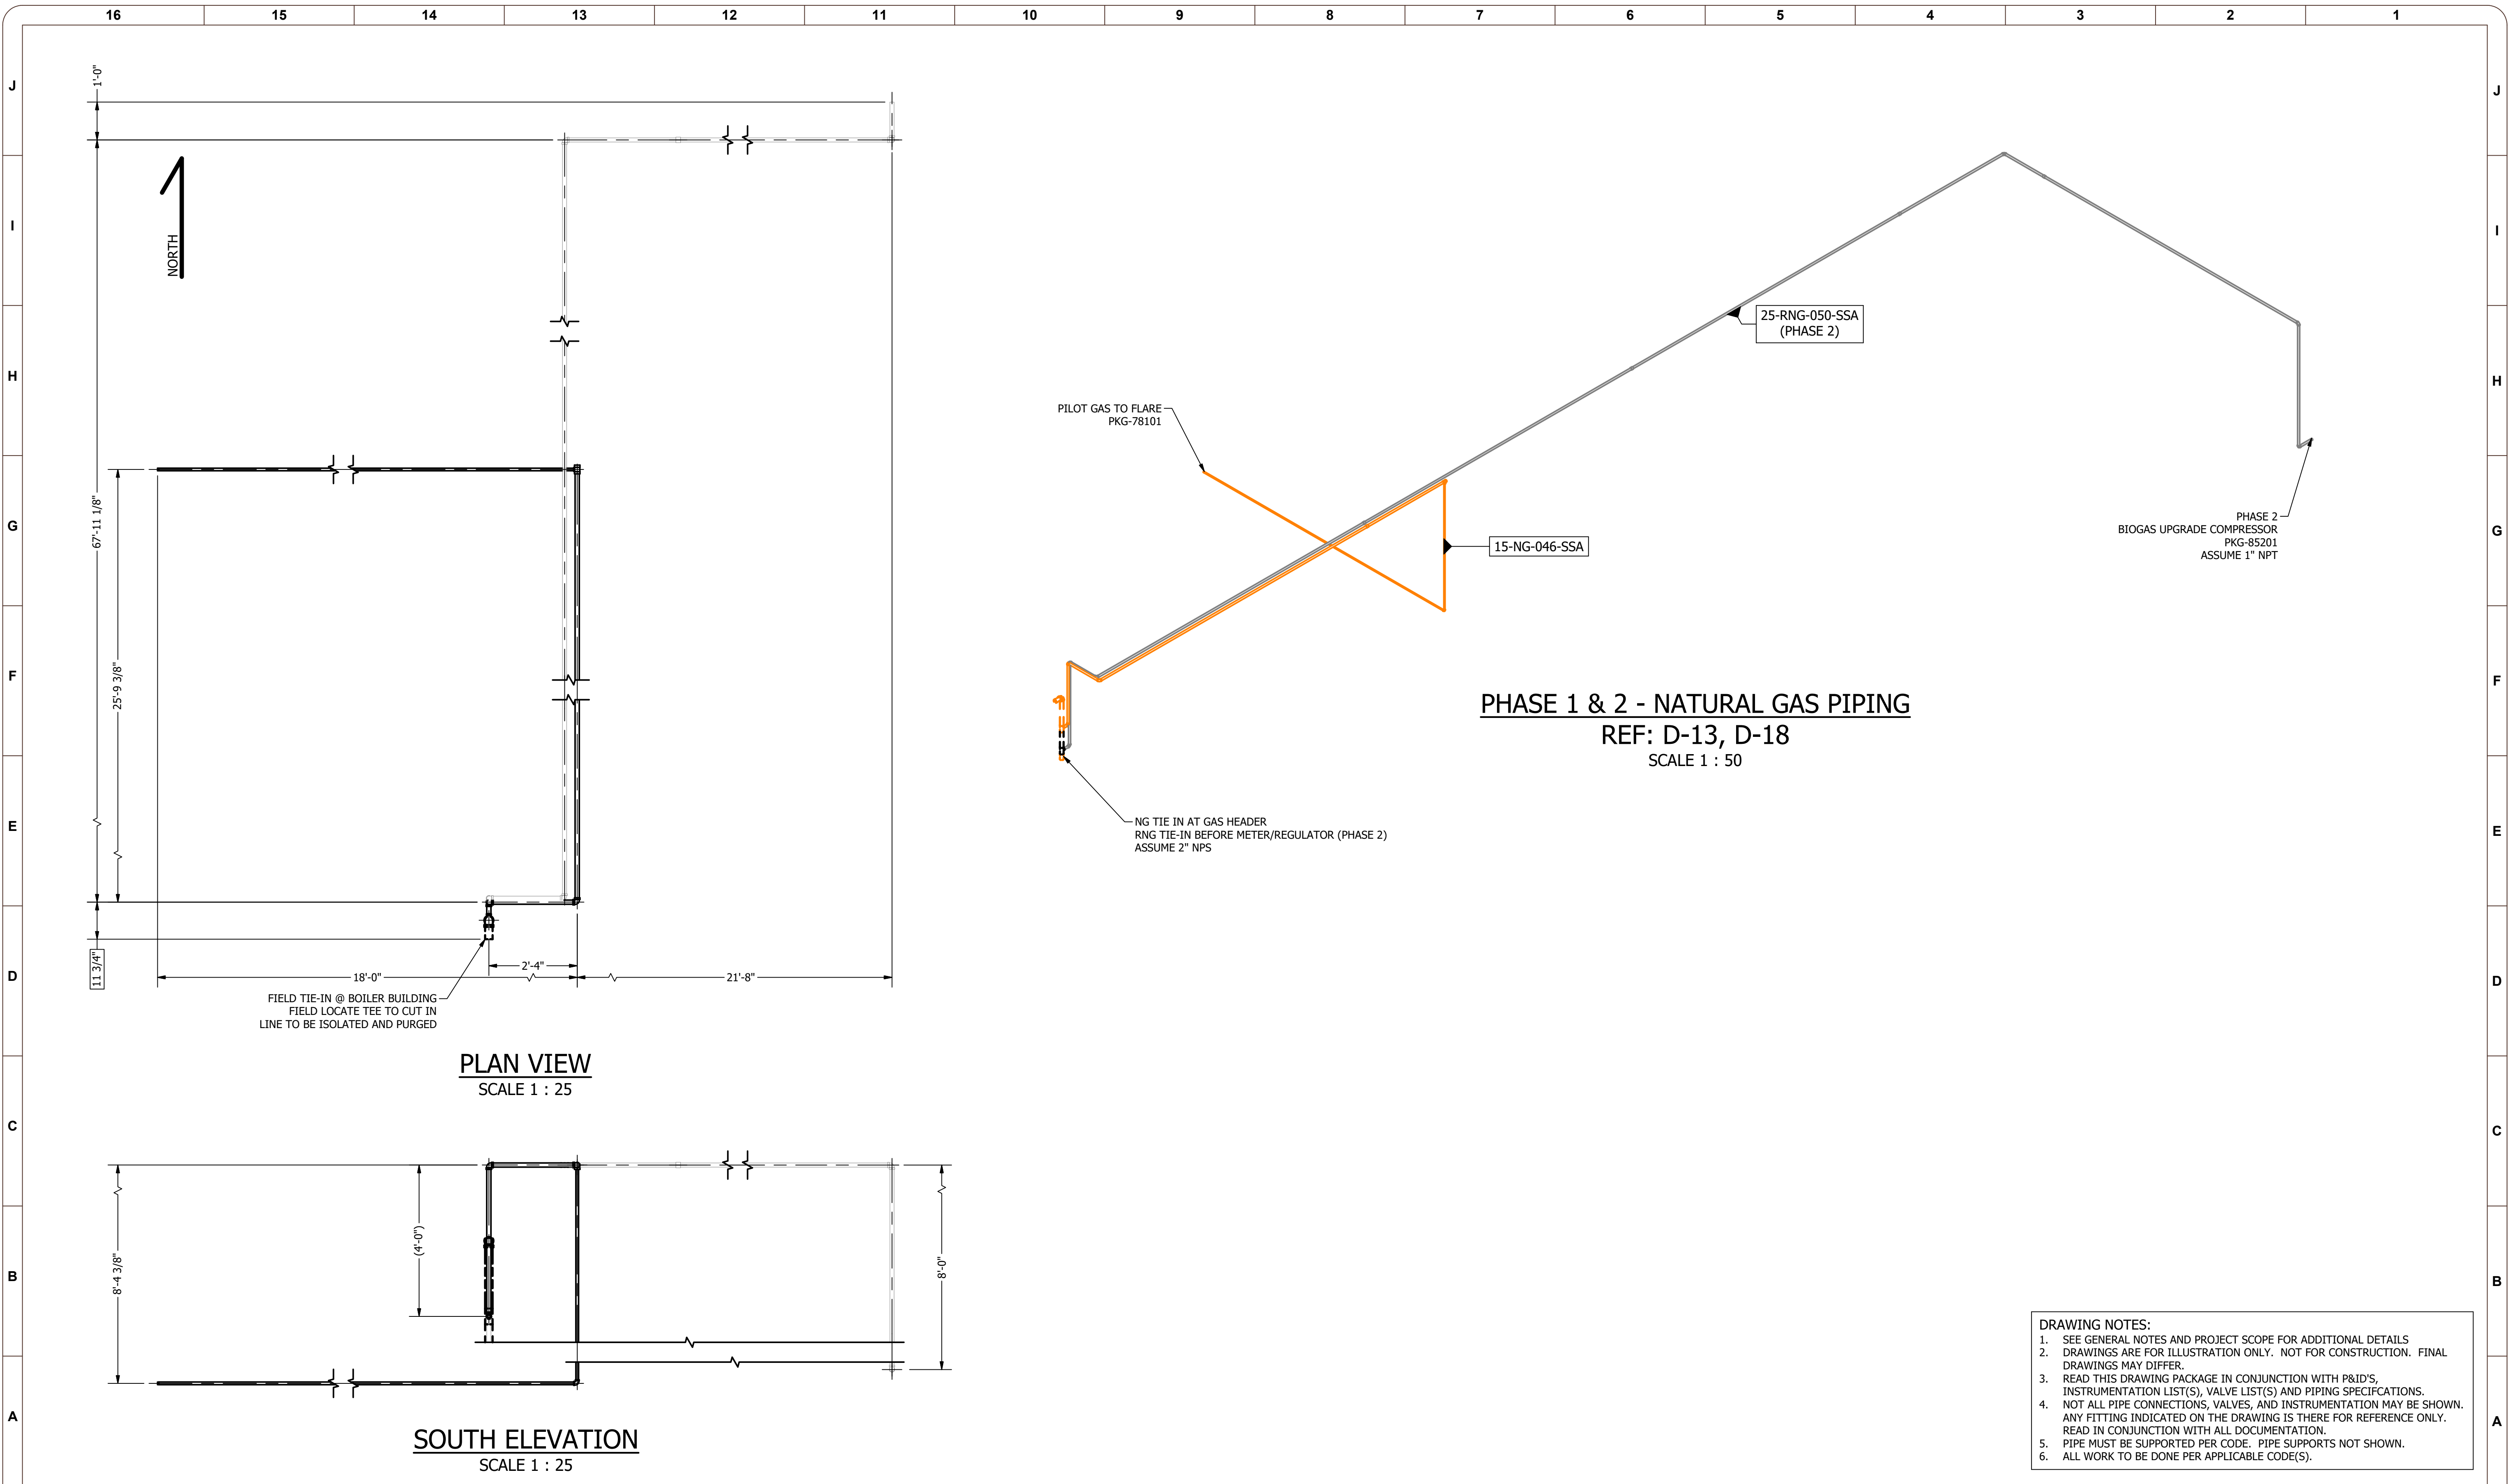 16 15 14 13 12 11 10 9 8 7 6 5 4 3 2 1
J
I
H
G
F
E
D
C
B
A
J
I
H
G
F
E
D
C
B
A
1'-0"
NORTH
67'-11 1/8"
25'-9 3/8"
11 3/4"
18'-0"
2'-4"
21'-8"
FIELD TIE-IN @ BOILER BUILDING
FIELD LOCATE TEE TO CUT IN
LINE TO BE ISOLATED AND PURGED
PLAN VIEW
SCALE 1 : 25
8'-4 3/8"
(4'-0")
8'-0"
SOUTH ELEVATION
SCALE 1 : 25
25-RNG-050-SSA
(PHASE 2)
PILOT GAS TO FLARE
PKG-78101
15-NG-046-SSA
PHASE 2
BIOGAS UPGRADE COMPRESSOR
PKG-85201
ASSUME 1" NPT
NG TIE IN AT GAS HEADER
RNG TIE-IN BEFORE METER/REGULATOR (PHASE 2)
ASSUME 2" NPS
PHASE 1 & 2 - NATURAL GAS PIPING
REF: D-13, D-18
SCALE 1 : 50
DRAWING NOTES:
1. SEE GENERAL NOTES AND PROJECT SCOPE FOR ADDITIONAL DETAILS
2. DRAWINGS ARE FOR ILLUSTRATION ONLY. NOT FOR CONSTRUCTION. FINAL
DRAWINGS MAY DIFFER.
3. READ THIS DRAWING PACKAGE IN CONJUNCTION WITH P&ID'S,
INSTRUMENTATION LIST(S), VALVE LIST(S) AND PIPING SPECIFCATIONS.
4. NOT ALL PIPE CONNECTIONS, VALVES, AND INSTRUMENTATION MAY BE SHOWN.
ANY FITTING INDICATED ON THE DRAWING IS THERE FOR REFERENCE ONLY.
READ IN CONJUNCTION WITH ALL DOCUMENTATION.
5. PIPE MUST BE SUPPORTED PER CODE. PIPE SUPPORTS NOT SHOWN.
6. ALL WORK TO BE DONE PER APPLICABLE CODE(S).